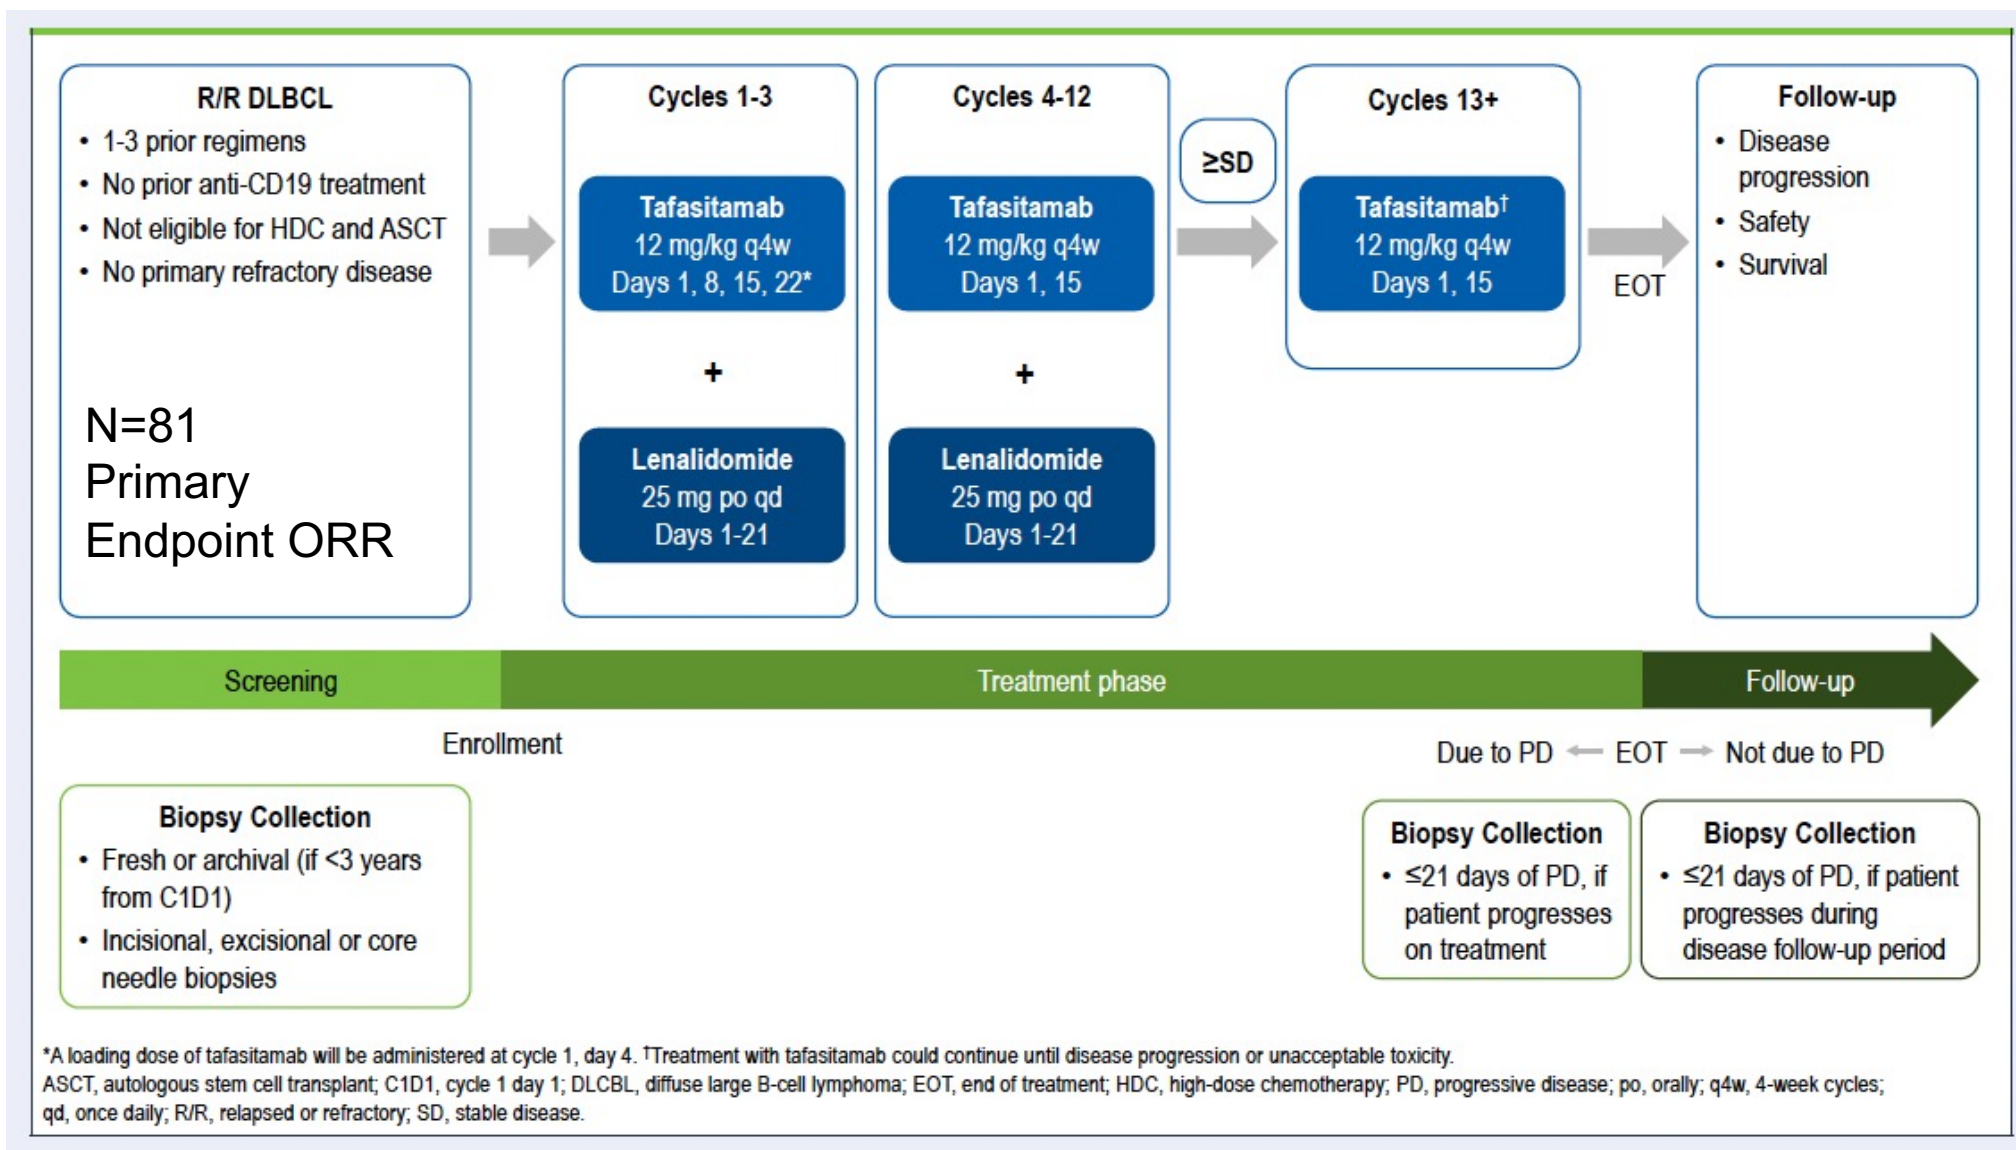 R/R DLBCL
• 1-3 prior regimens
• No prior anti-CD19 treatment
• Not eligible for HDC and ASCT
• No primary refractory disease
N=81
Primary
Endpoint ORR
Cycles 1-3
Tafasitamab
12 mg/kg q4w
Days 1, 8, 15, 22*
+
Lenalidomide
25 mg po qd
Days 1-21
Cycles 4-12
Tafasitamab
12 mg/kg q4w
Days 1, 15
+
Lenalidomide
25 mg po qd
Days 1-21
≥SD
Cycles 13+
Tafasitamab†
12 mg/kg q4w
Days 1, 15
EOT
Follow-up
• Disease
progression
• Safety
• Survival
Screening
Treatment phase
Follow-up
Enrollment
Due to PD ← EOT → Not due to PD
Biopsy Collection
• Fresh or archival (if <3 years
from C1D1)
• Incisional, excisional or core
needle biopsies
Biopsy Collection
• ≤21 days of PD, if
patient progresses
on treatment
Biopsy Collection
• ≤21 days of PD, if patient
progresses during
disease follow-up period
*A loading dose of tafasitamab will be administered at cycle 1, day 4. †Treatment with tafasitamab could continue until disease progression or unacceptable toxicity.
ASCT, autologous stem cell transplant; C1D1, cycle 1 day 1; DLCBL, diffuse large B-cell lymphoma; EOT, end of treatment; HDC, high-dose chemotherapy; PD, progressive disease; po, orally; q4w, 4-week cycles;
qd, once daily; R/R, relapsed or refractory; SD, stable disease.